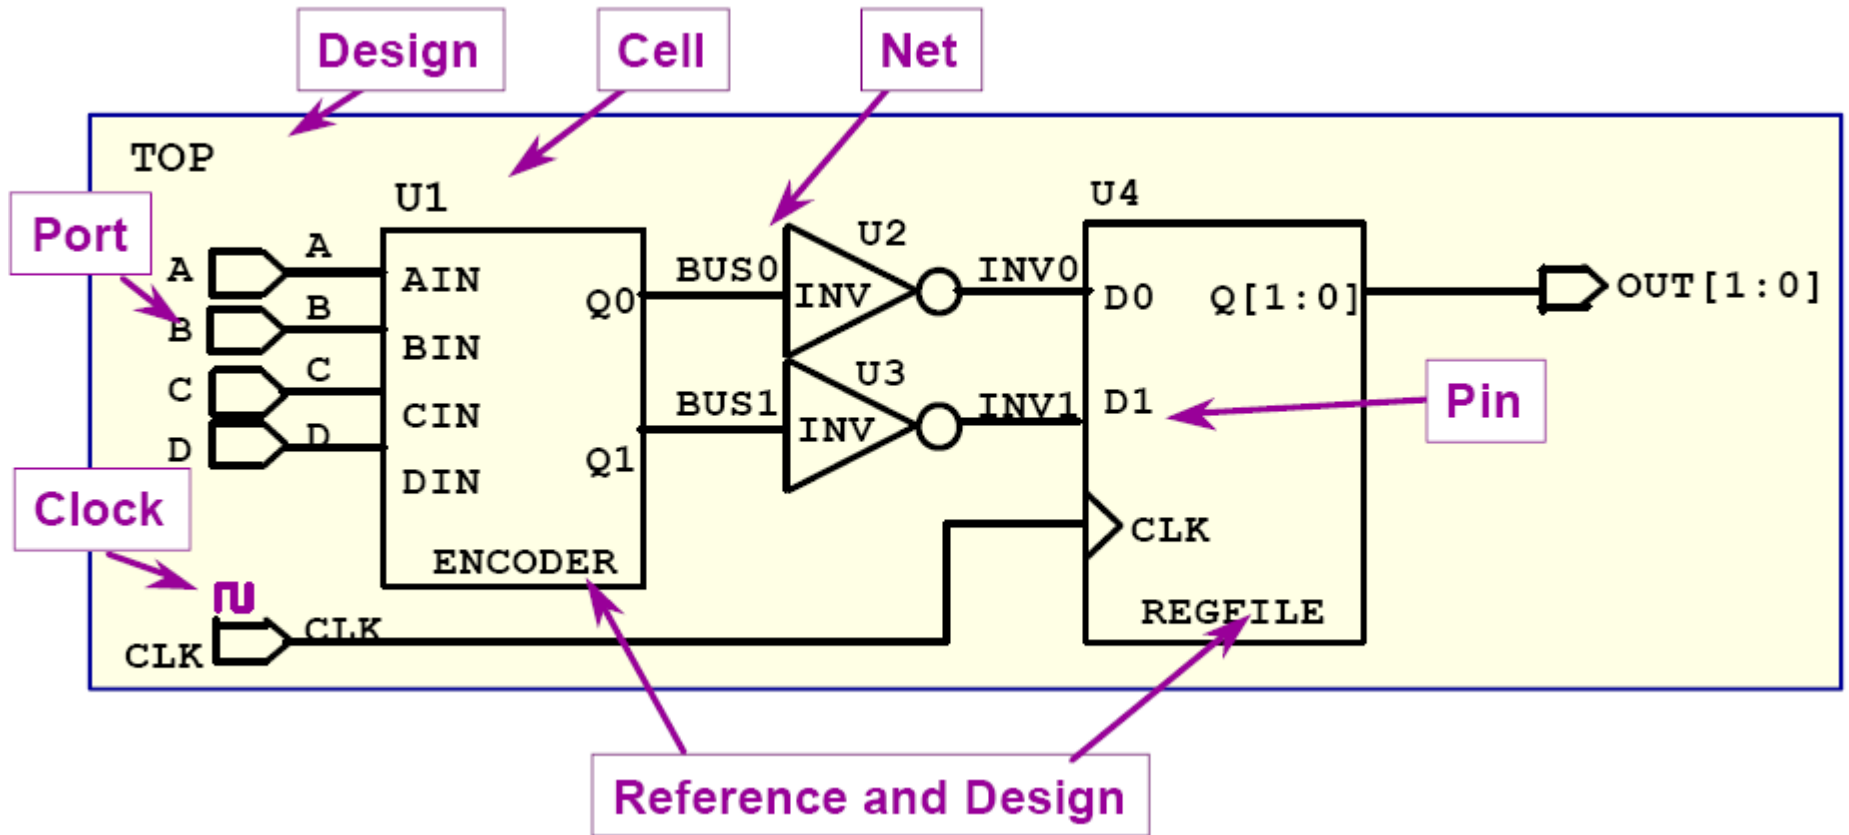 Design
Cell
Net
TOP
Port
U1
U4
U2
A
A
AIN
Q0
BUS0
INV
INV0
D0
Q[1:0]
OUT[1:0]
B
B
BIN
C
C
CIN
U3
BUS1
INV
INV1
D1
Pin
D
D
DIN
Q1
Clock
CLK
ENCODER
REGFILE
CLK
CLK
Reference and Design